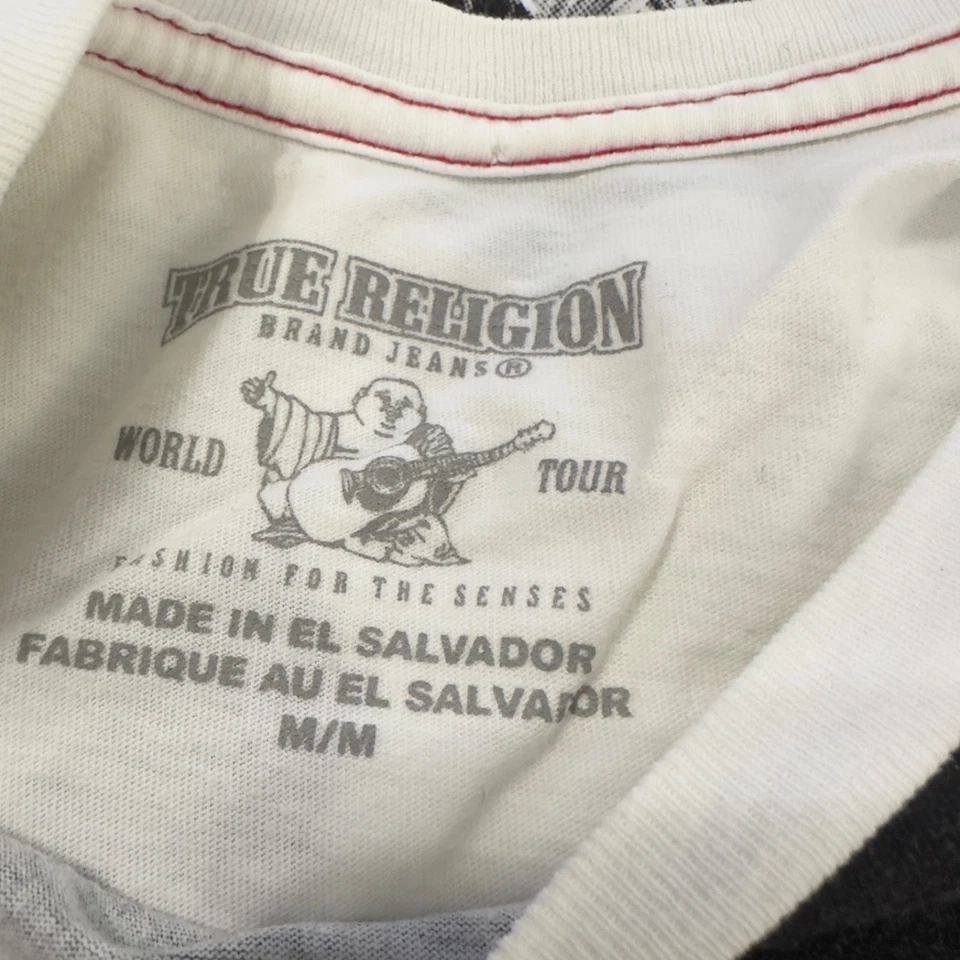 TRUE RELIGION
BRAND JEANS®
WORLD TOUR
FASHION FOR THE SENSES
MADE IN EL SALVADOR
FABRIQUE AU EL SALVADOR
M/M